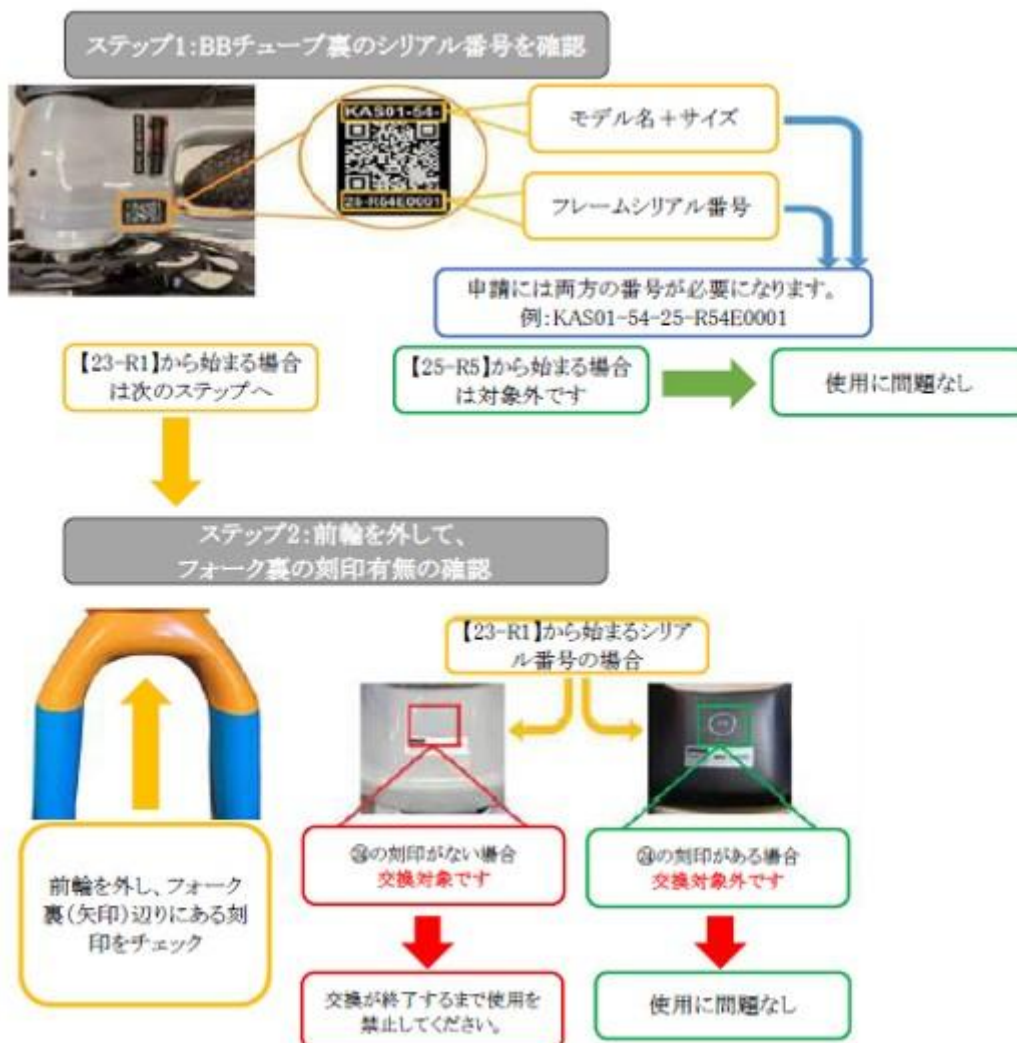 ステップ1:BBチューブ裏のシリアル番号を確認
KAS01-54-
25-R54E0001
モデル名+サイズ
フレームシリアル番号
申請には両方の番号が必要になります。
例:KAS01-54-25-R54E0001
【23-R1】から始まる場合
は次のステップへ
【25-R5】から始まる場合
は対象外です
使用に問題なし
ステップ2:前輪を外して、
フォーク裏の刻印有無の確認
【23-R1】から始まるシリア
ル番号の場合
前輪を外し、フォーク
裏(矢印)辺りにある刻
印をチェック
の刻印がない場合
交換対象です
の刻印がある場合
交換対象外です
交換が終了するまで使用を
禁止してください。
使用に問題なし